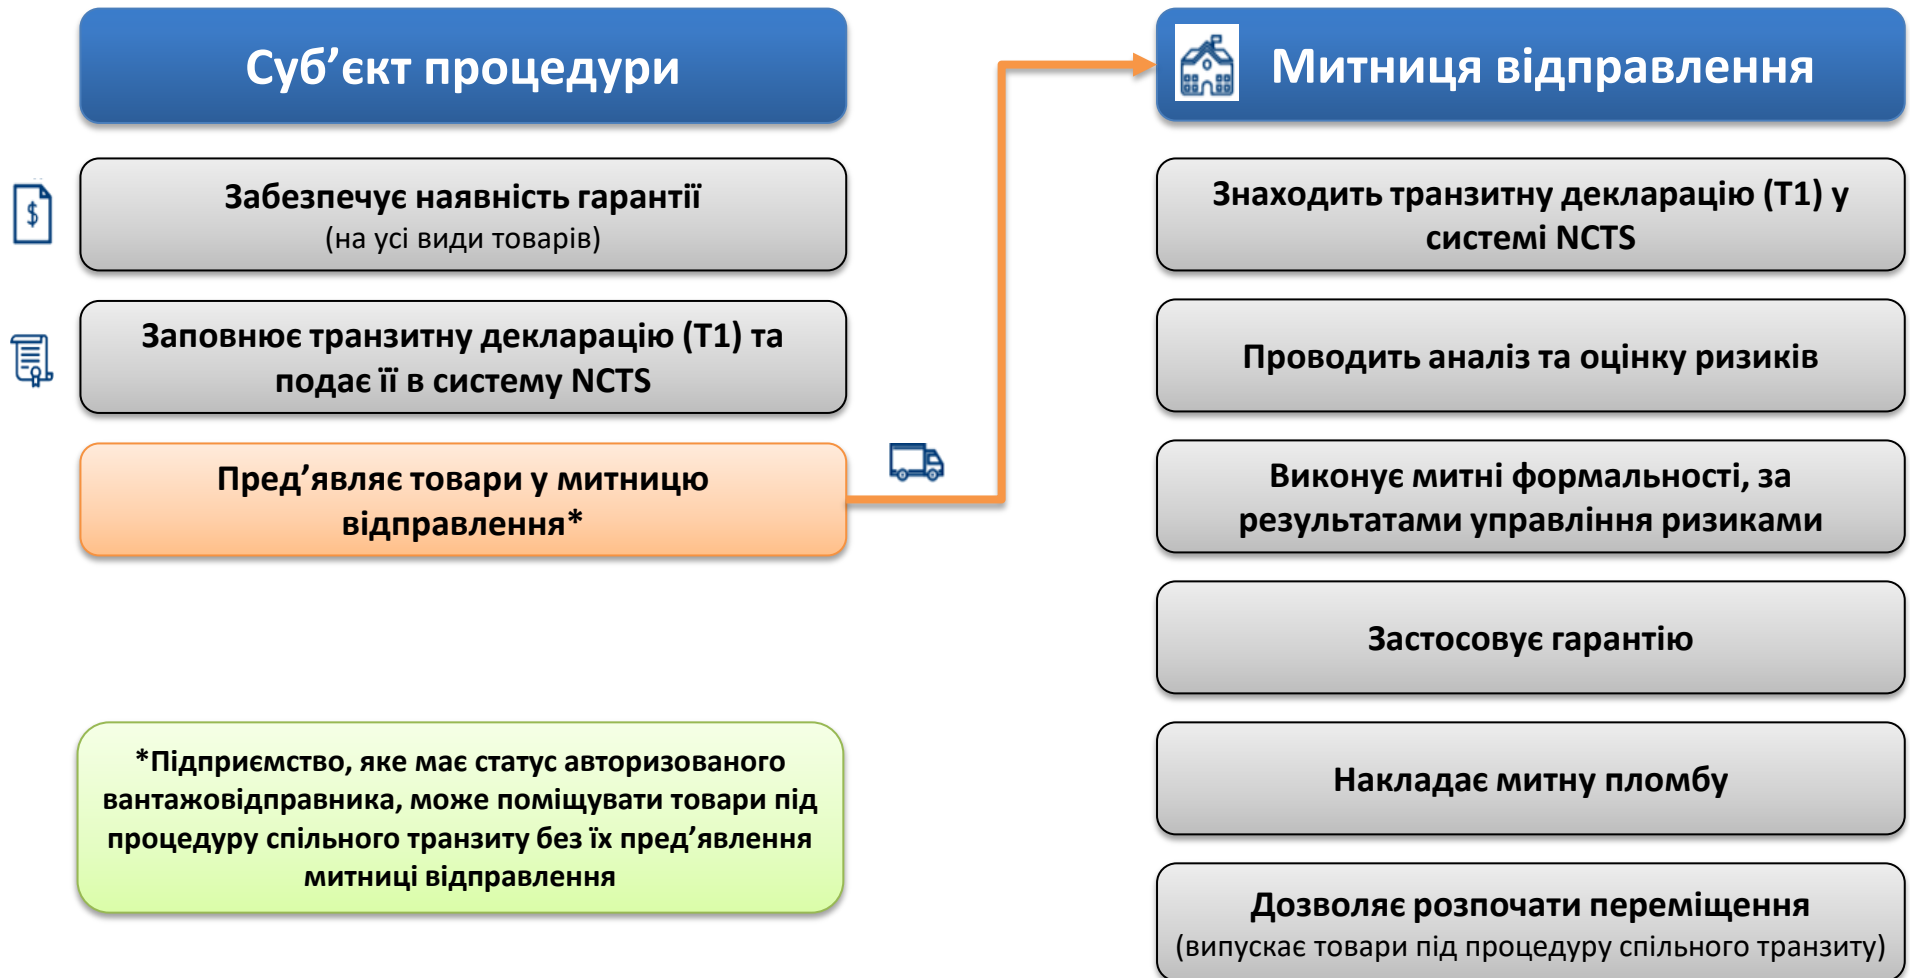 Суб’єкт процедури
Забезпечує наявність гарантії
(на усі види товарів)
Заповнює транзитну декларацію (Т1) та
подає її в систему NCTS
Пред’являє товари у митницю
відправлення*
*Підприємство, яке має статус авторизованого
вантажовідправника, може поміщувати товари під
процедуру спільного транзиту без їх пред’явлення
митниці відправлення
Митниця відправлення
Знаходить транзитну декларацію (Т1) у
системі NCTS
Проводить аналіз та оцінку ризиків
Виконує митні формальності, за
результатами управління ризиками
Застосовує гарантію
Накладає митну пломбу
Дозволяє розпочати переміщення
(випускає товари під процедуру спільного транзиту)